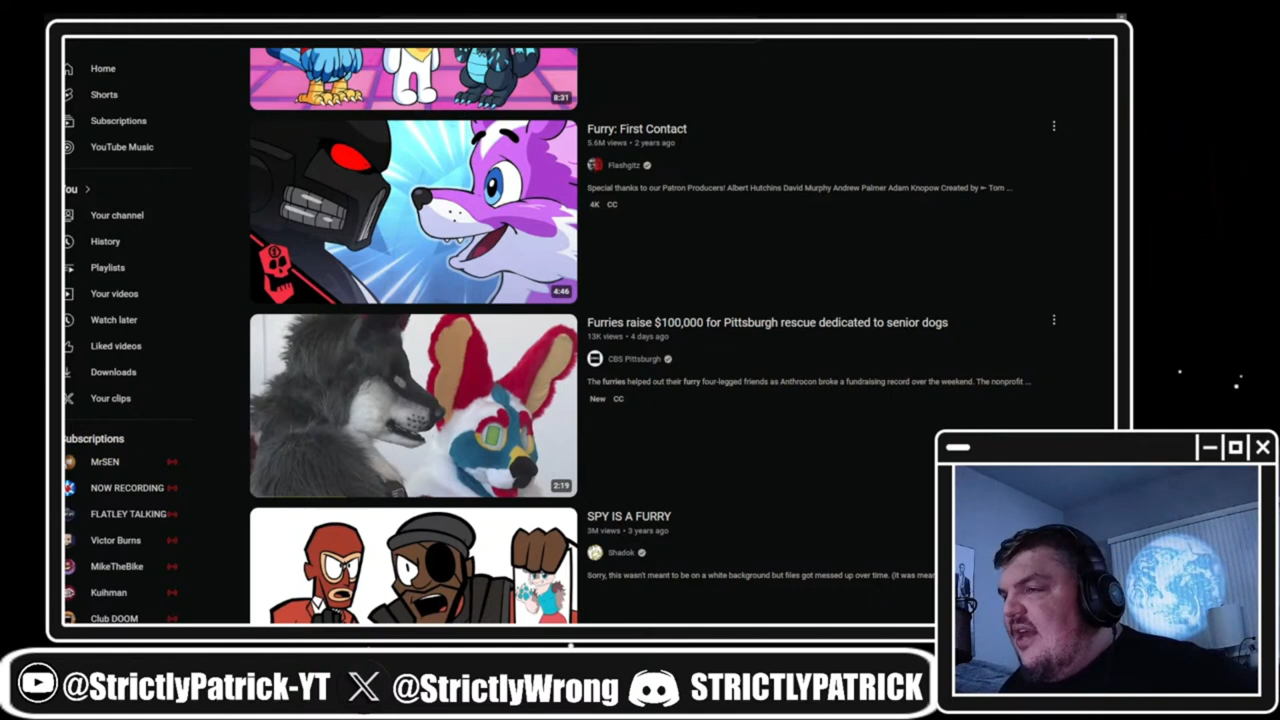 Home
Shorts
Subscriptions
YouTube Music
You
Your channel
History
Playlists
Your videos
Watch later
Liked videos
Downloads
Your clips
Subscriptions
MrSEN
NOW RECORDING
FLATLEY TALKING
Victor Burns
MikeTheBike
Kuihman
Club DOOM
8:31
Furry: First Contact
5.6M views • 2 years ago
Flashgitz
Special thanks to our Patron Producers! Albert Hutchins David Murphy Andrew Palmer Adam Knopow Created by ► Tom ...
4K CC
4:46
Furries raise $100,000 for Pittsburgh rescue dedicated to senior dogs
13K views • 4 days ago
CBS Pittsburgh
The furries helped out their furry four-legged friends as Anthrocon broke a fundraising record over the weekend. The nonprofit ...
New CC
2:19
SPY IS A FURRY
3M views • 3 years ago
Shadok
Sorry, this wasn't meant to be on a white background but files got messed up over time. (it was mean
@StrictlyPatrick-YT X @StrictlyWrong STRICTLYPATRICK